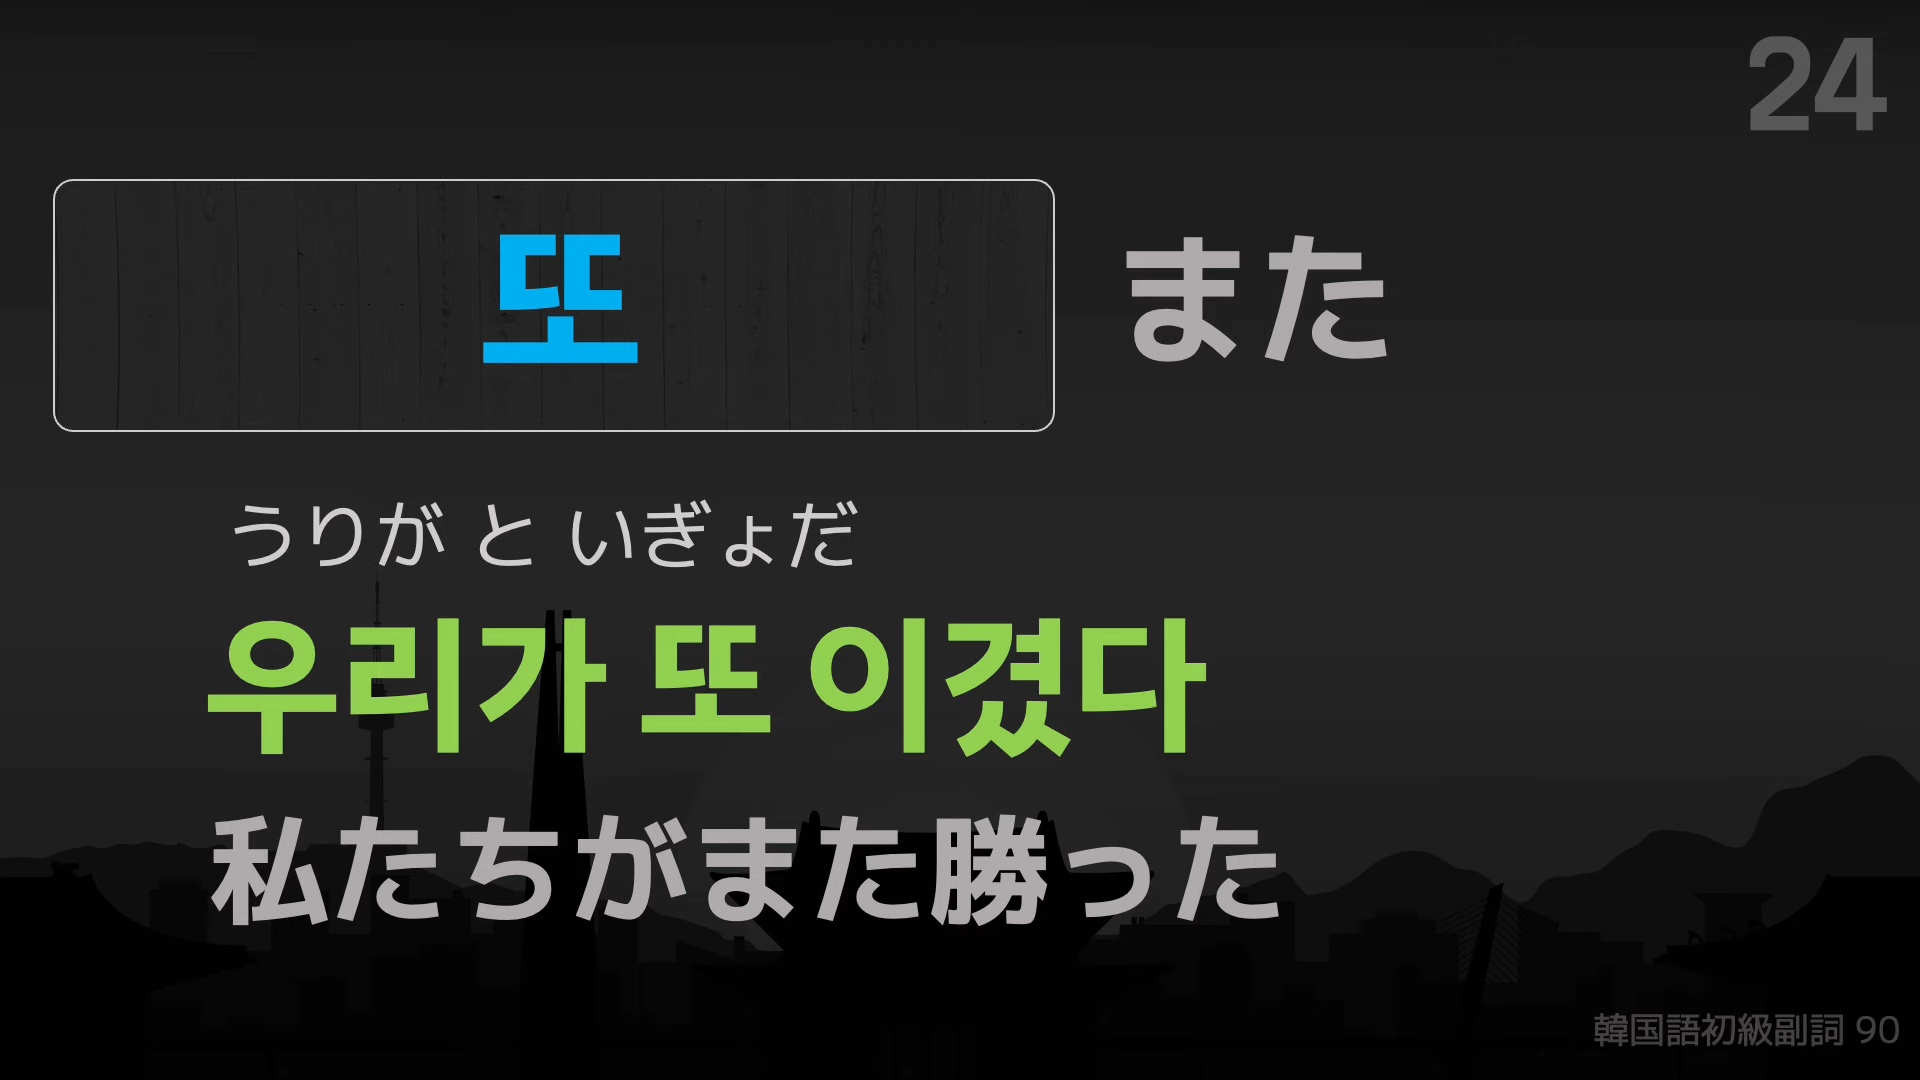 24
또
また
うりが と いぎょだ
우리가 또 이겼다
私たちがまた勝った
韓国語初級副詞 90